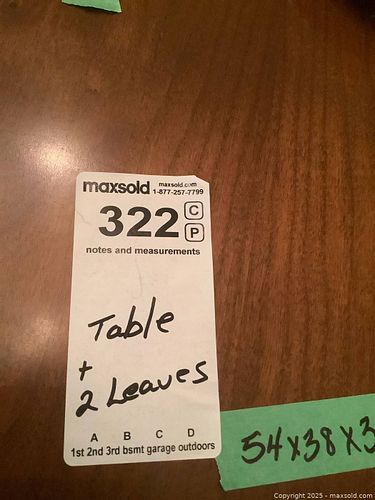 maxsold
maxsold.com
1-877-257-7799
322 C
P
notes and measurements
Table
+
2 Leaves
A B C D
1st 2nd 3rd bsmt garage outdoors
54x38x3
Copyright 2025 - maxsold.com